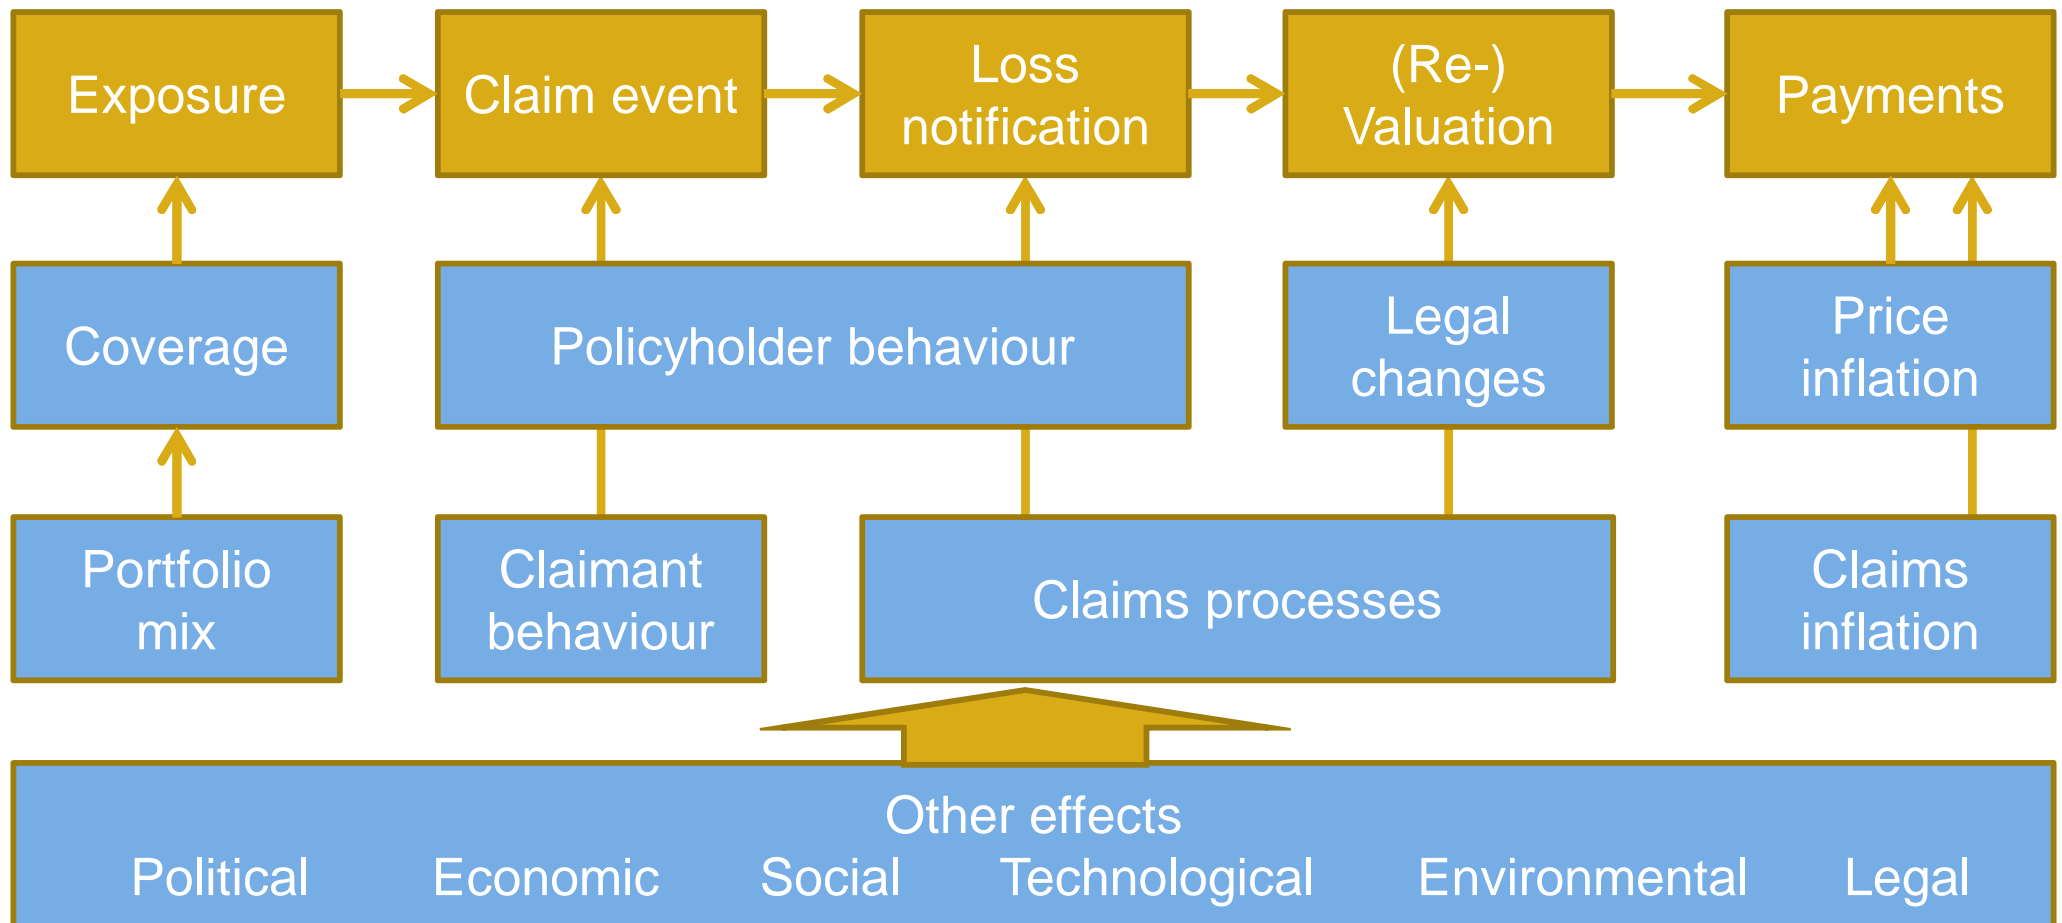 Exposure
Claim event
Loss
notification
(Re-)
Valuation
Payments
Coverage
Policyholder behaviour
Legal
changes
Price
inflation
Portfolio
mix
Claimant
behaviour
Claims processes
Claims
inflation
Other effects
Political Economic Social Technological Environmental Legal